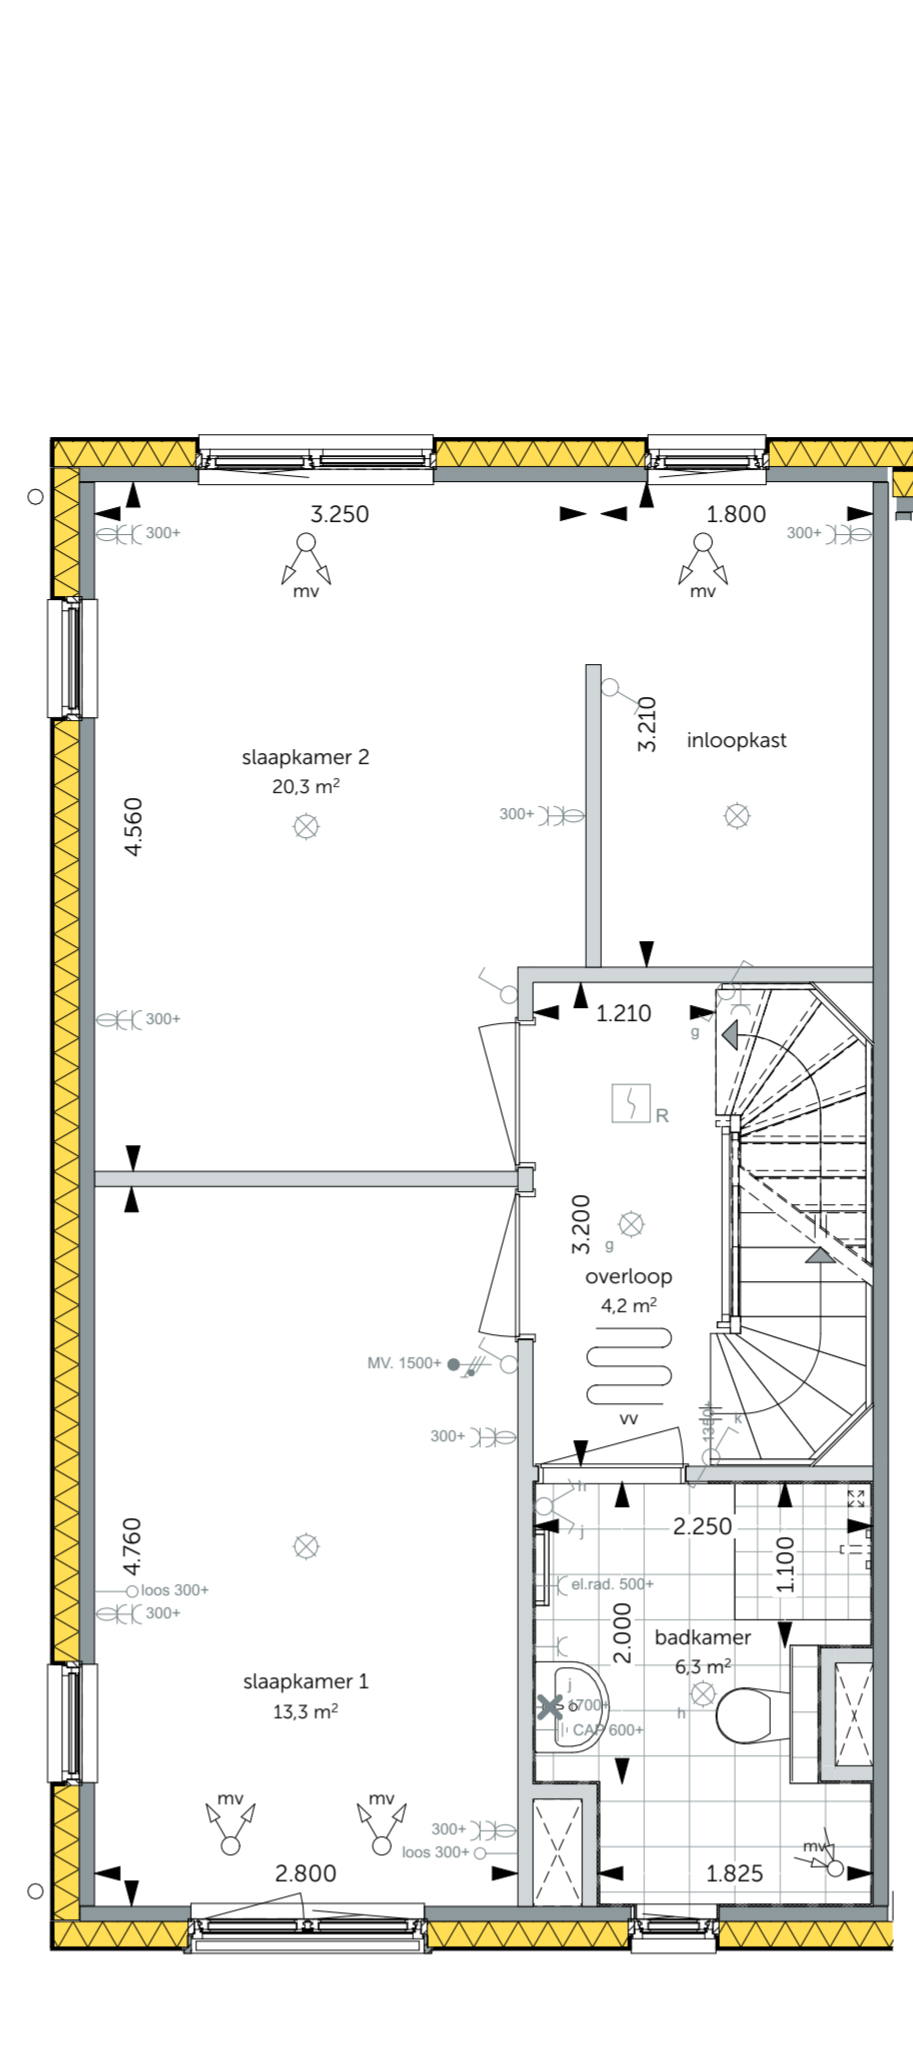 3.250
1.800
300+
300+
mv
mv
3.210
inloopkast
slaapkamer 2
20,3 m²
4.560
300+
300+
1.210
g
R
3.200
g
overloop
4,2 m²
MV. 1500+
vv
1350+
k
300+
h
j
2.250
1.100
4.760
loos 300+
300+
el.rad. 500+
2.000
badkamer
6,3 m²
slaapkamer 1
13,3 m²
j
1700+
h
CAP 600+
mv
mv
300+
loos 300+
mv
2.800
1.825